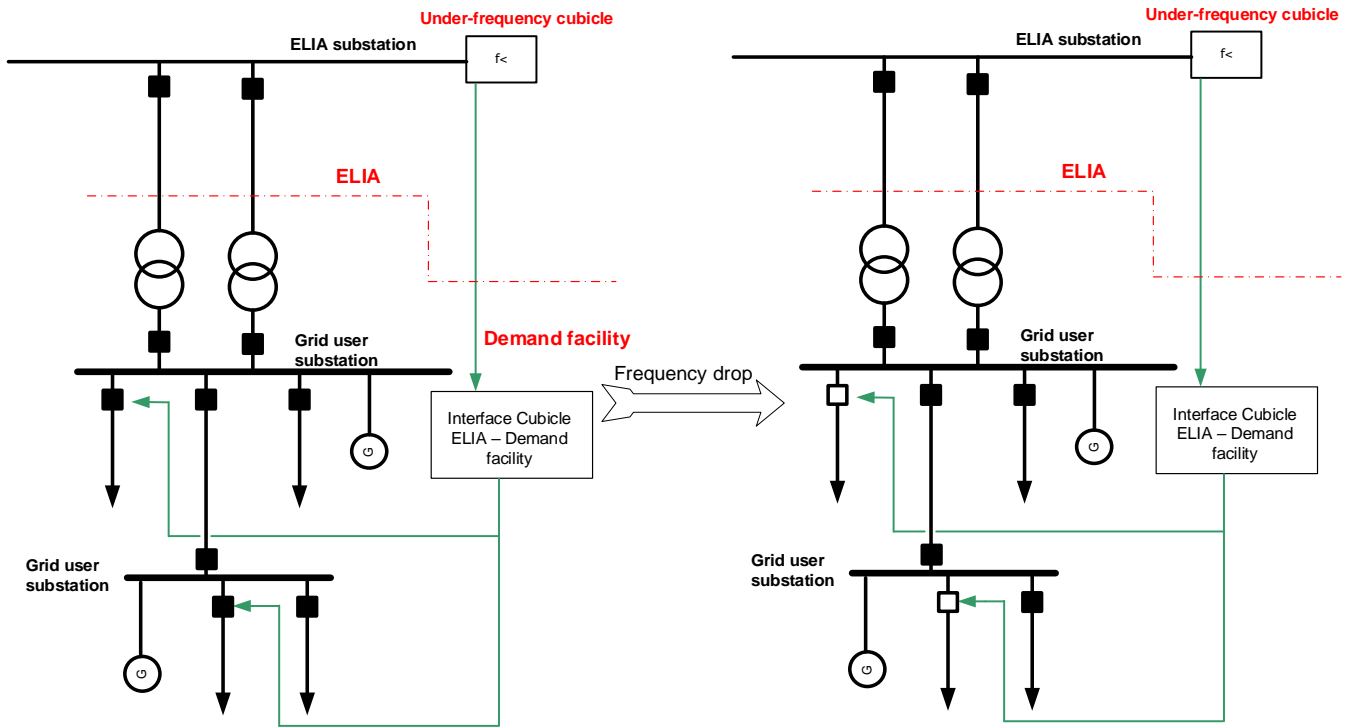 Under-frequency cubicle
ELIA substation
f<
ELIA
Demand facility
Grid user
substation
Interface Cubicle
ELIA – Demand
facility
G
Grid user
substation
G
Frequency drop
Under-frequency cubicle
ELIA substation
f<
ELIA
Grid user
substation
Interface Cubicle
ELIA – Demand
facility
G
Grid user
substation
G